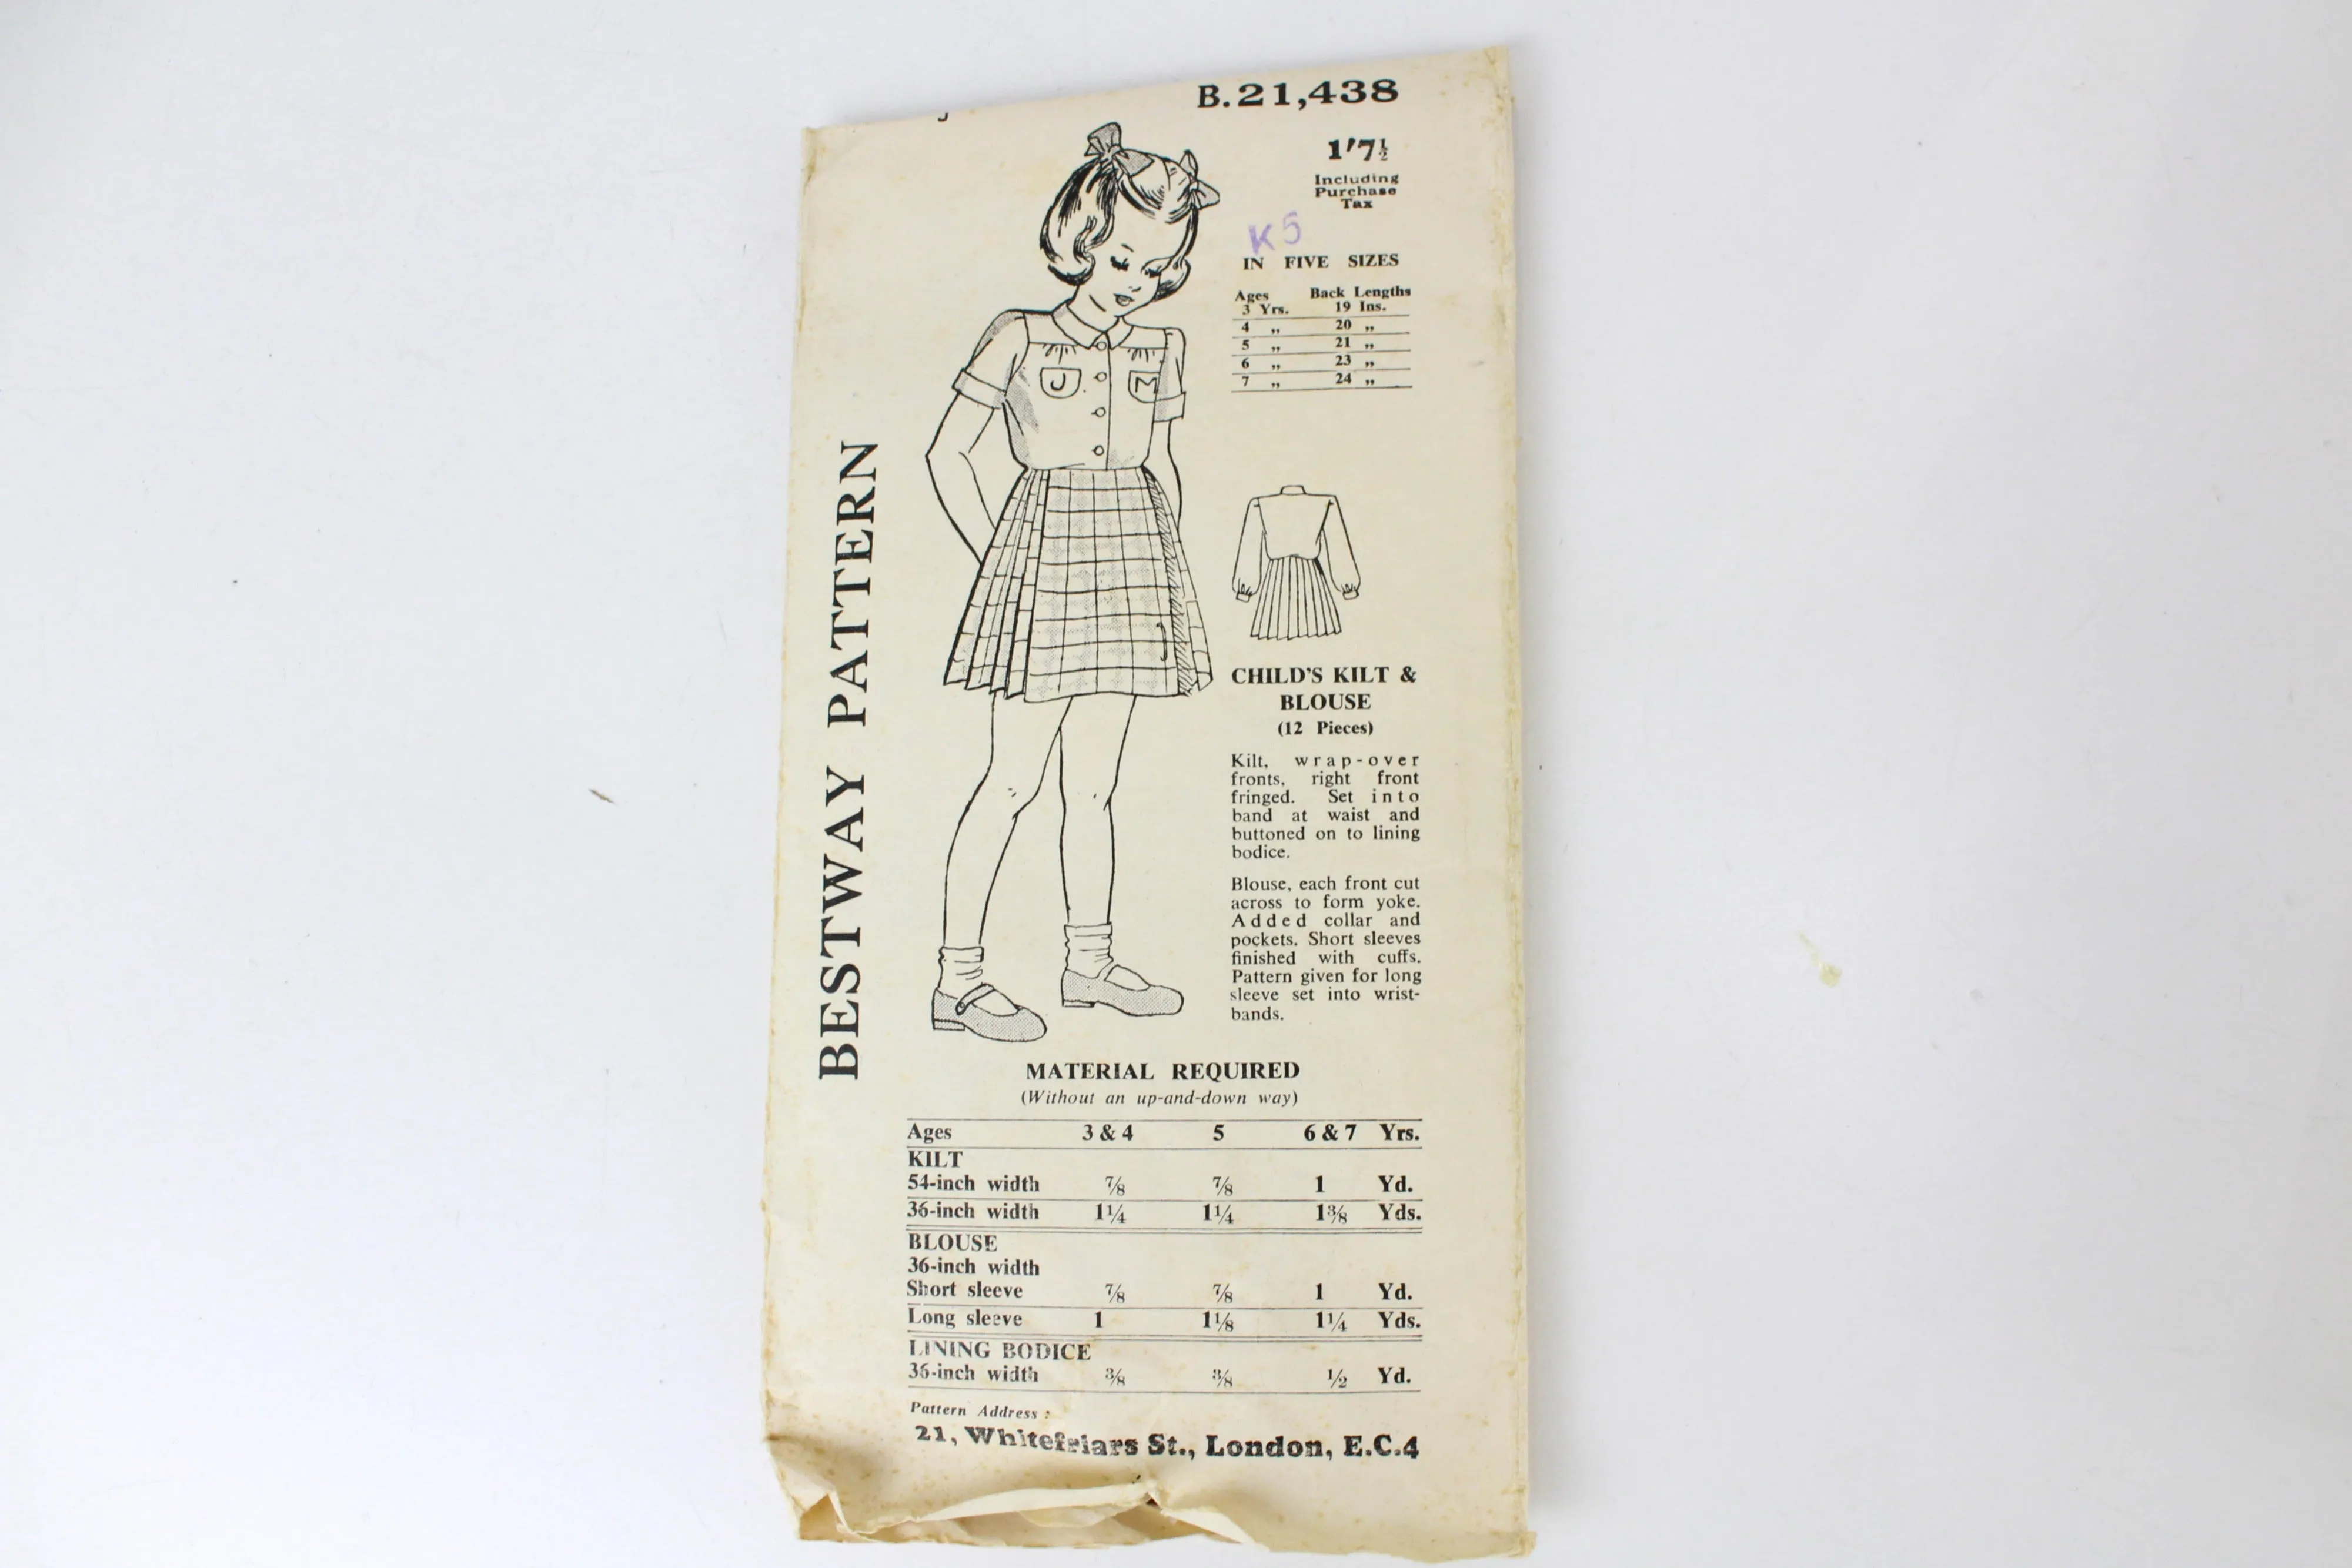 B.21,438
1'7½
Including
Purchase
Tax
K5
IN FIVE SIZES
Ages Back Lengths
3 Yrs. 19 Ins.
4 „ 20 „
5 „ 21 „
6 „ 23 „
7 „ 24 „
J M
BESTWAY PATTERN
CHILD'S KILT &
BLOUSE
(12 Pieces)
Kilt, wrap-over
fronts, right front
fringed. Set into
band at waist and
buttoned on to lining
bodice.
Blouse, each front cut
across to form yoke.
Added collar and
pockets. Short sleeves
finished with cuffs.
Pattern given for long
sleeve set into wrist-
bands.
MATERIAL REQUIRED
(Without an up-and-down way)
Ages 3 & 4 5 6 & 7 Yrs.
KILT
54-inch width ⅞ ⅞ 1 Yd.
36-inch width 1¼ 1¼ 1⅜ Yds.
BLOUSE
36-inch width
Short sleeve ⅞ ⅞ 1 Yd.
Long sleeve 1 1⅛ 1¼ Yds.
LINING BODICE
36-inch width ⅜ ⅜ ½ Yd.
Pattern Address :
21, Whitefriars St., London, E.C.4